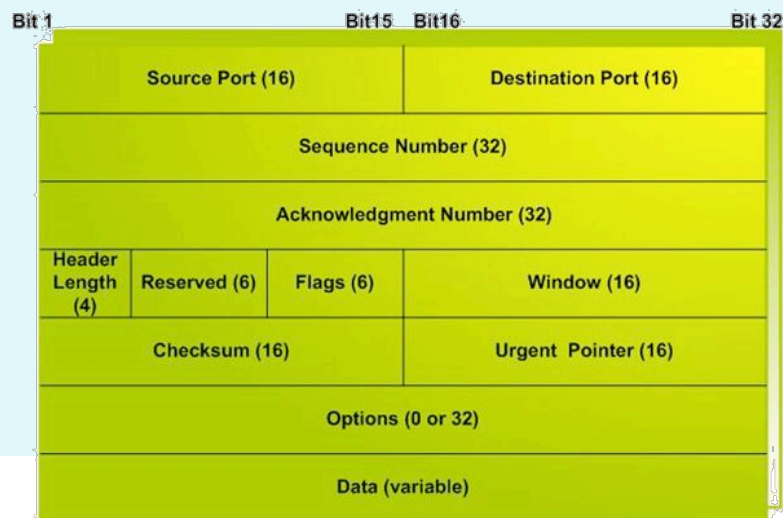 Bit 1 Bit15 Bit16 Bit 32
Source Port (16) Destination Port (16)
Sequence Number (32)
Acknowledgment Number (32)
Header
Length
(4)
Reserved (6) Flags (6) Window (16)
Checksum (16) Urgent Pointer (16)
Options (0 or 32)
Data (variable)